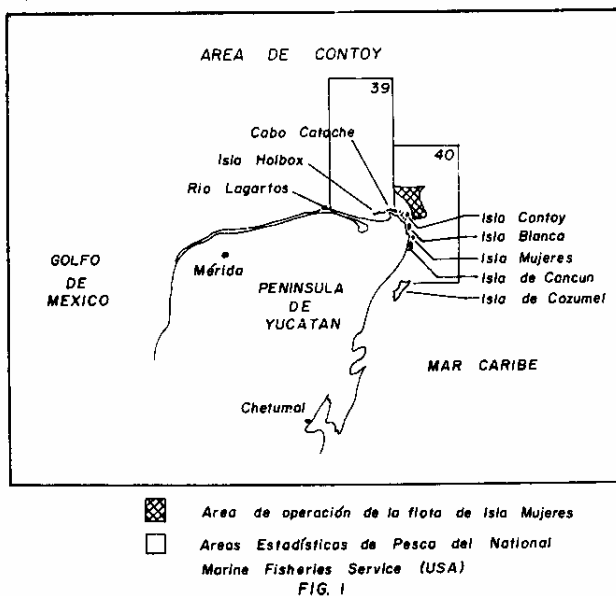 AREA DE CONTOY
39
Cabo Catoche
40
Isla Holbox
Rio Lagartos
Isla Contoy
Isla Blanca
Isla Mujeres
Isla de Cancun
Isla de Cozumel
GOLFO
DE
MEXICO
Mérida
PENINSULA
DE
YUCATAN
MAR CARIBE
Chetumal
Area de operación de la flota de Isla Mujeres
Areas Estadísticas de Pesca del National
Marine Fisheries Service (USA)
FIG. 1